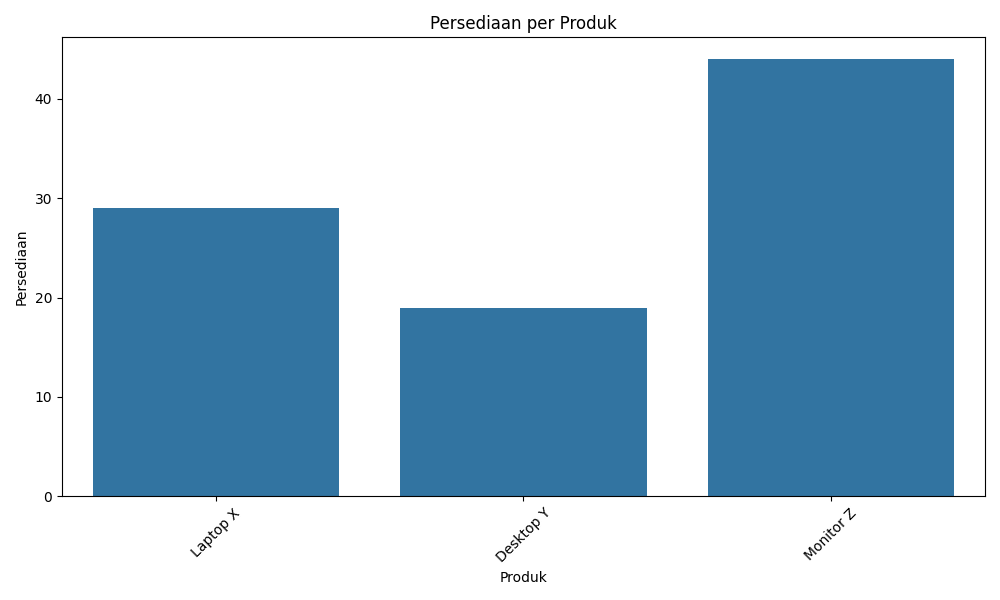 Persediaan per Produk
Persediaan
40
30
20
10
0
Laptop X
Desktop Y
Monitor Z
Produk